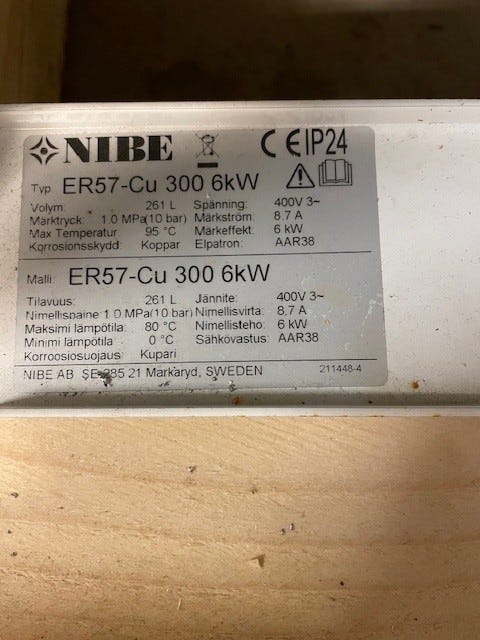 NIBE CE IP24
Typ ER57-Cu 300 6kW
Volym: 261 L Spänning: 400V 3~
Märktryck: 1.0 MPa(10 bar) Märkström: 8.7 A
Max Temperatur 95 °C Märkeffekt: 6 kW
Korrosionsskydd Koppar Elpatron: AAR38
Malli: ER57-Cu 300 6kW
Tilavuus: 261 L Jännite: 400V 3~
Nimellispaine: 1.0 MPa(10 bar) Nimellisvirta: 8,7 A
Maksimi lämpötila: 80 °C Nimellisteho: 6 kW
Minimi lämpötila: 0 °C Sähkövastus: AAR38
Korroosiosuojaus: Kupari
NIBE AB SE-285 21 Markaryd, SWEDEN 211448-4